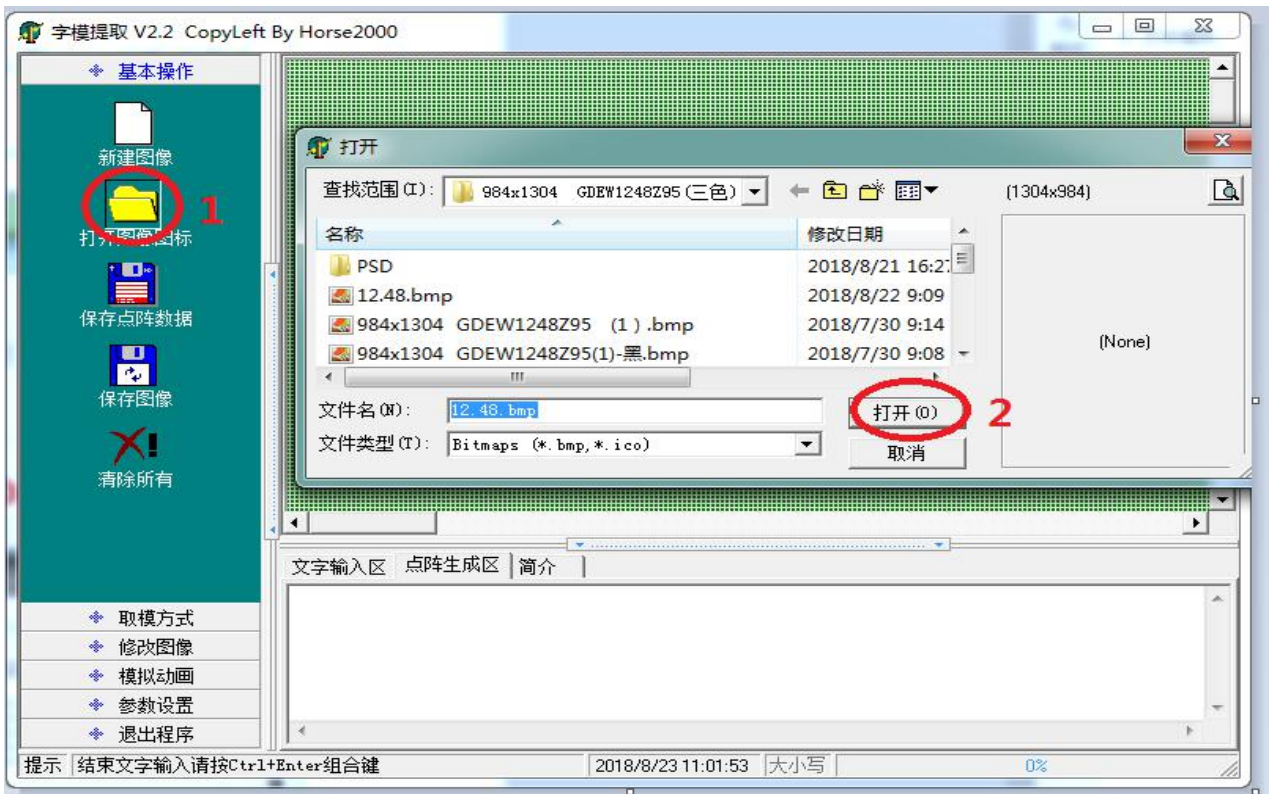 字模提取 V2.2 CopyLeft By Horse2000
基本操作
新建图像
1
打开图像图标
保存点阵数据
保存图像
清除所有
取模方式
修改图像
模拟动画
参数设置
退出程序
打开
查找范围(I): 984x1304 GDEW1248Z95(三色)
(1304x984)
名称 修改日期
PSD 2018/8/21 16:27
12.48.bmp 2018/8/22 9:09
984x1304 GDEW1248Z95 (1).bmp 2018/7/30 9:14
984x1304 GDEW1248Z95(1)-黑.bmp 2018/7/30 9:08
(None)
文件名(N): 12.48.bmp 打开(O) 2
文件类型(T): Bitmaps (*.bmp,*.ico) 取消
文字输入区 点阵生成区 简介
提示 结束文字输入请按Ctrl+Enter组合键 2018/8/23 11:01:53 大小写 0%